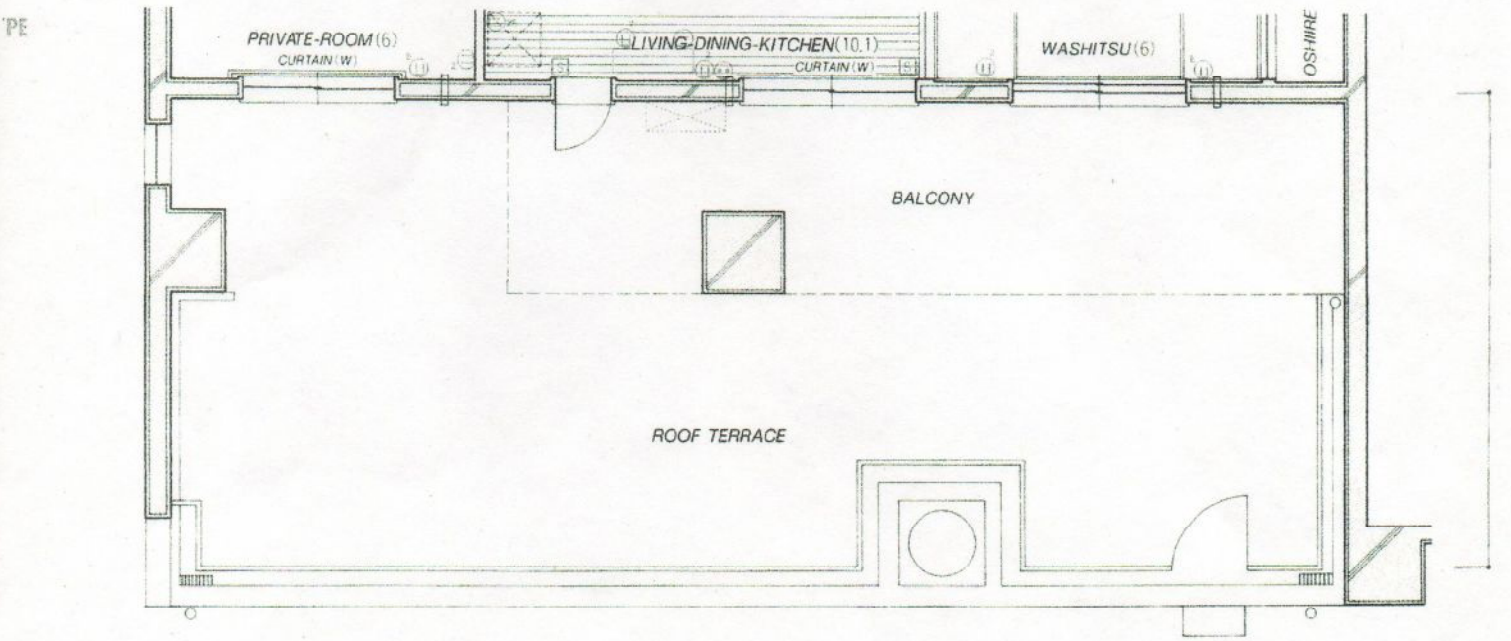 PE
PRIVATE-ROOM(6)
CURTAIN(W)
LIVING-DINING-KITCHEN(10.1)
CURTAIN(W)
S
S
WASHITSU(6)
OSHIIRE
BALCONY
ROOF TERRACE